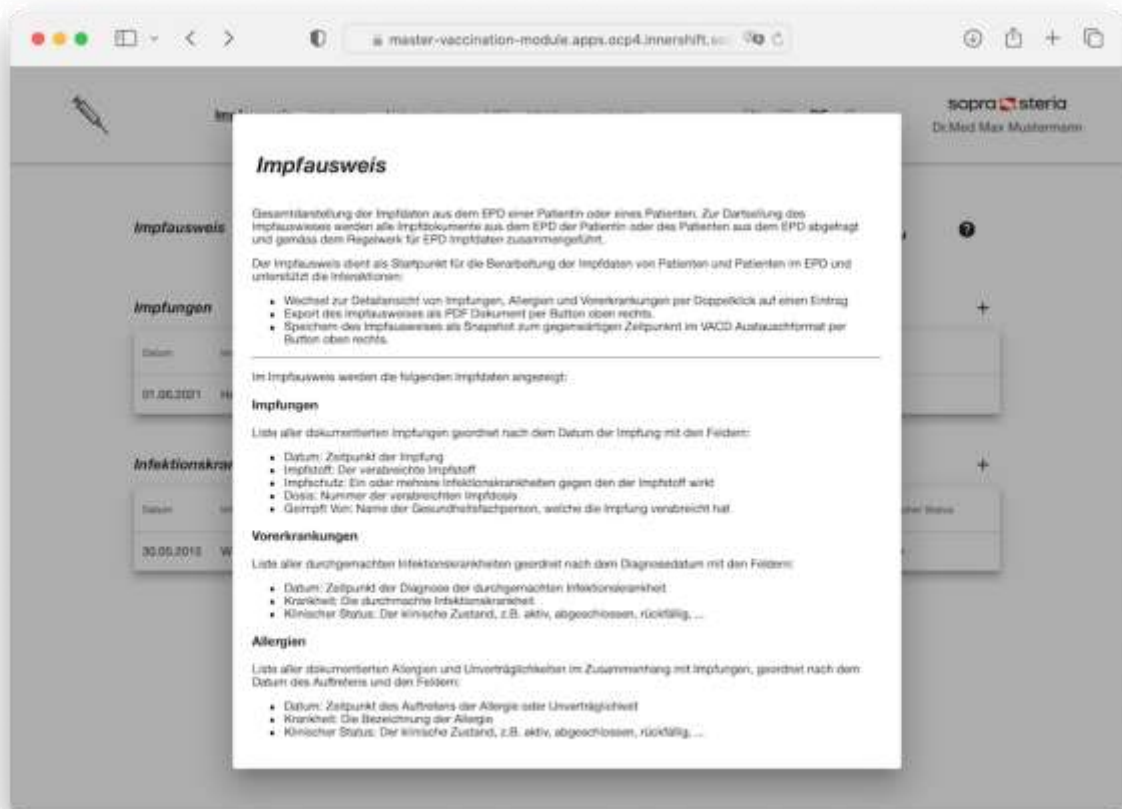 master-vaccination-module.apps.ocp4.innershift.so
sopra steria
Dr.Med Max Mustermann
Impfausweis
Gesamtdarstellung der Impfdaten aus dem EPD einer Patientin oder eines Patienten. Zur Dartsellung des
Impfausweises werden alle Impfdokumente aus dem EPD der Patientin oder des Patienten aus dem EPD abgefragt
und gemäss dem Regelwerk für EPD Impfdaten zusammengeführt.
Der Impfausweis dient als Startpunkt für die Berarbeitung der Impfdaten von Patienten und Patienten im EPD und
unterstützt die Interaktionen:
Wechsel zur Detailansicht von Impfungen, Allergien und Vorerkrankungen per Doppelklick auf einen Eintrag
Export des Impfausweises als PDF Dokument per Button oben rechts.
Speichern des Impfausweises als Snapshot zum gegenwärtigen Zeitpunknt im VACD Austauschformat per
Button oben rechts.
Im Impfausweis werden die folgenden Impfdaten angezeigt:
Impfungen
Liste aller dokumentierten Impfungen geordnet nach dem Datum der Impfung mit den Feldern:
Datum: Zeitpunkt der Impfung
Impfstoff: Der verabreichte Impfstoff
Impfschutz: Ein oder mehrere Infektionskrankheiten gegen den der Impfstoff wirkt
Dosis: Nummer der verabreichten Impfdosis
Geimpft Von: Name der Gesundheitsfachperson, welche die Impfung verabreicht hat
Vorerkrankungen
Liste aller durchgemachten Infektionskrankheiten geordnet nach dem Diagnosedatum mit den Feldern:
Datum: Zeitpunkt der Diagnose der durchgemachten Infektionskrankheit
Krankheit: Die durchmachte Infektionskrankheit
Klinischer Status: Der klinische Zustand, z.B. aktiv, abgeschlossen, rückfällig, ...
Allergien
Liste aller dokumentierten Allergien und Unverträglichkeiten im Zusammenhang mit Impfungen, geordnet nach dem
Datum des Auftretens und den Feldern:
Datum: Zeitpunkt des Auftretens der Allergie oder Unverträglichkeit
Krankheit: Die Bezeichnung der Allergie
Klinischer Status: Der klinische Zustand, z.B. aktiv, abgeschlossen, rückfällig, ...
Impfausweis
Impfungen
Datum
01.06.2021
Infektionskran
Datum
Status
30.05.2013 W